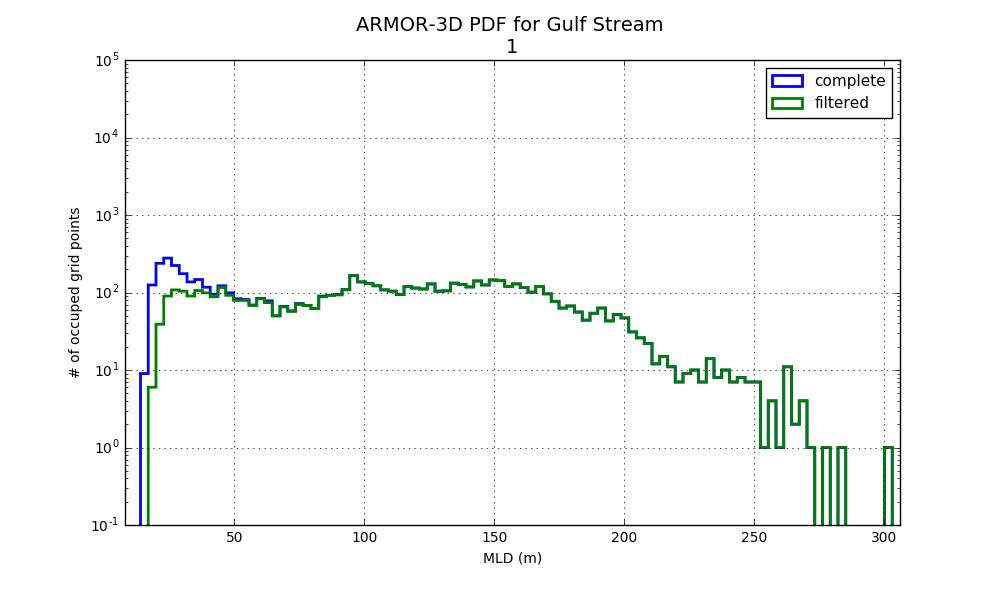 ARMOR-3D PDF for Gulf Stream
1
complete
filtered
10^5
10^4
10^3
10^2
10^1
10^0
10^-1
# of occuped grid points
50 100 150 200 250 300
MLD (m)